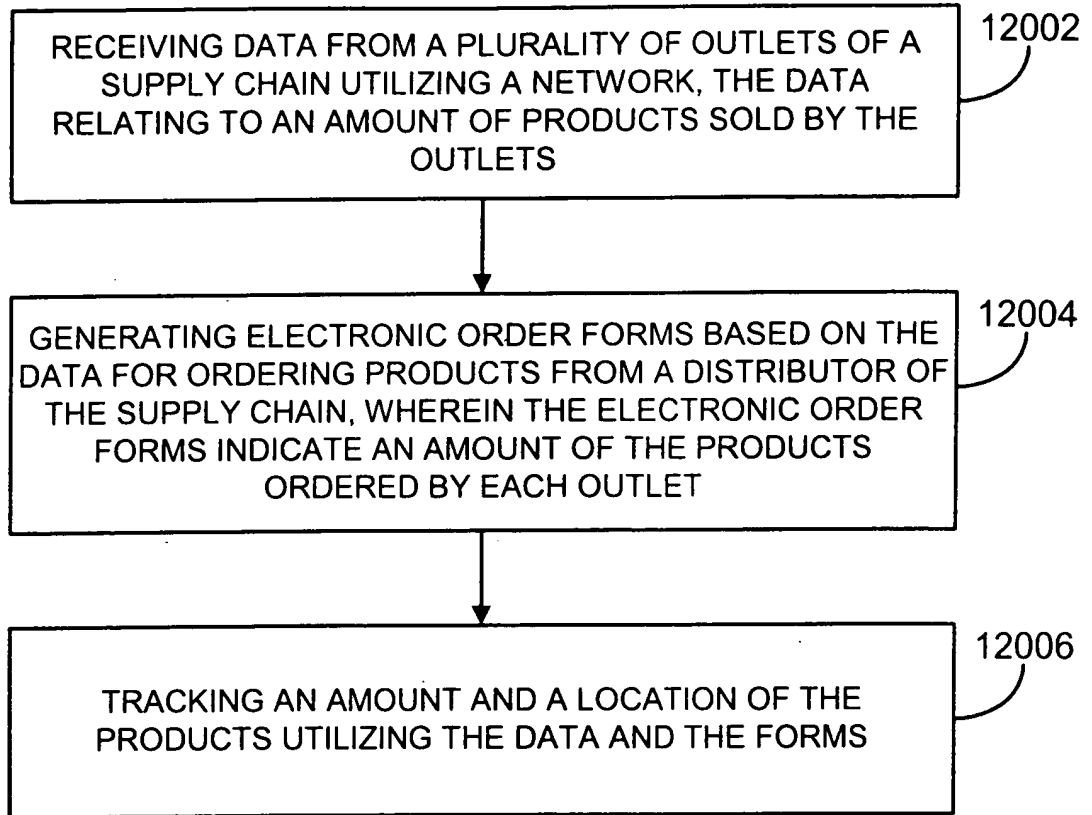 RECEIVING DATA FROM A PLURALITY OF OUTLETS OF A
SUPPLY CHAIN UTILIZING A NETWORK, THE DATA
RELATING TO AN AMOUNT OF PRODUCTS SOLD BY THE
OUTLETS
12002
GENERATING ELECTRONIC ORDER FORMS BASED ON THE
DATA FOR ORDERING PRODUCTS FROM A DISTRIBUTOR OF
THE SUPPLY CHAIN, WHEREIN THE ELECTRONIC ORDER
FORMS INDICATE AN AMOUNT OF THE PRODUCTS
ORDERED BY EACH OUTLET
12004
TRACKING AN AMOUNT AND A LOCATION OF THE
PRODUCTS UTILIZING THE DATA AND THE FORMS
12006